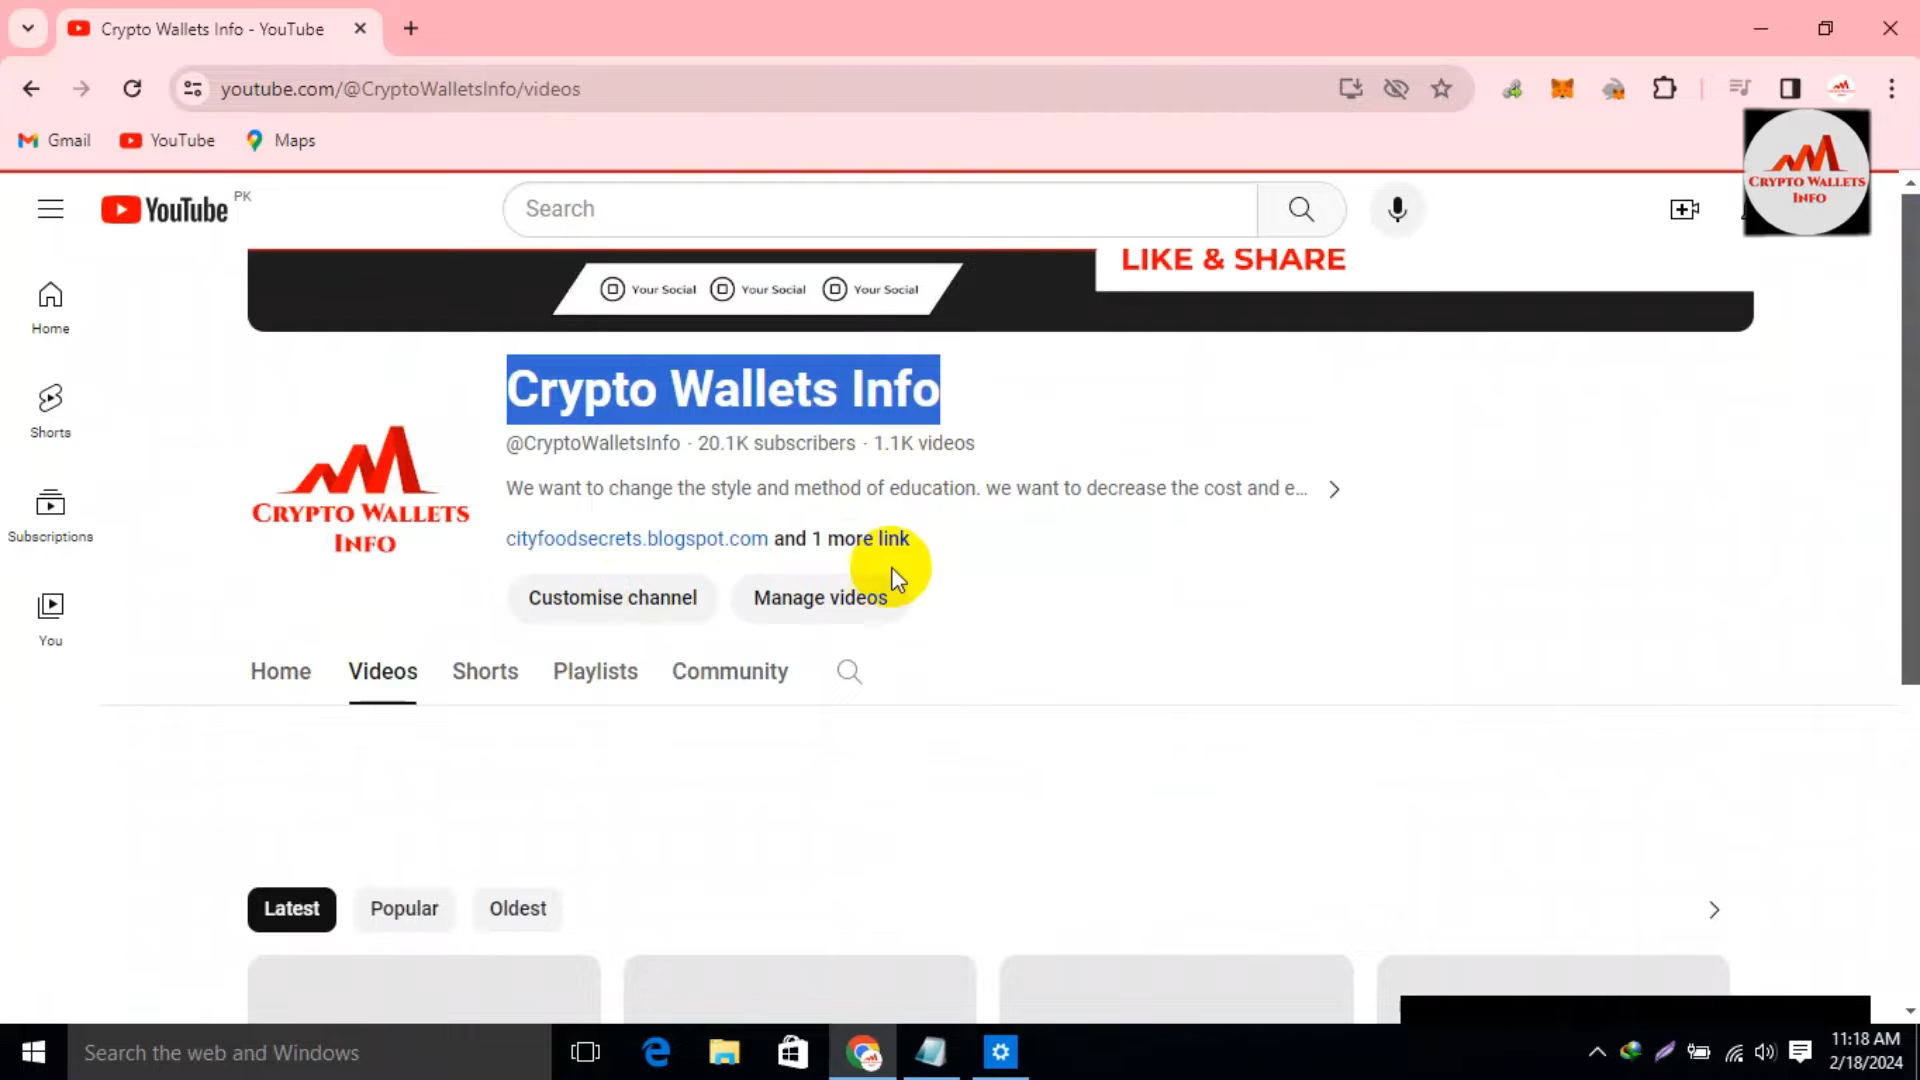 Crypto Wallets Info - YouTube
youtube.com/@CryptoWalletsInfo/videos
Gmail
YouTube
Maps
CRYPTO WALLETS
INFO
YouTube PK
Search
LIKE & SHARE
Your Social
Your Social
Your Social
Home
Shorts
Subscriptions
You
Crypto Wallets Info
@CryptoWalletsInfo · 20.1K subscribers · 1.1K videos
We want to change the style and method of education. we want to decrease the cost and e...
CRYPTO WALLETS
INFO
cityfoodsecrets.blogspot.com and 1 more link
Customise channel
Manage videos
Home
Videos
Shorts
Playlists
Community
Latest
Popular
Oldest
Search the web and Windows
11:18 AM
2/18/2024